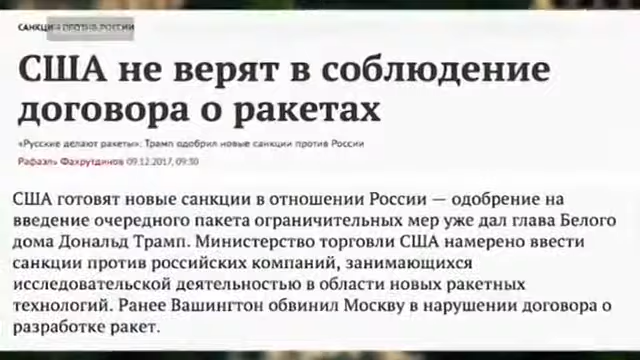 САНКЦИИ ПРОТИВ РОССИИ
США не верят в соблюдение
договора о ракетах
«Русские делают ракеты»: Трамп одобрил новые санкции против России
Рафаэль Фахрутдинов 09.12.2017, 09:30
США готовят новые санкции в отношении России — одобрение на
введение очередного пакета ограничительных мер уже дал глава Белого
дома Дональд Трамп. Министерство торговли США намерено ввести
санкции против российских компаний, занимающихся
исследовательской деятельностью в области новых ракетных
технологий. Ранее Вашингтон обвинил Москву в нарушении договора о
разработке ракет.